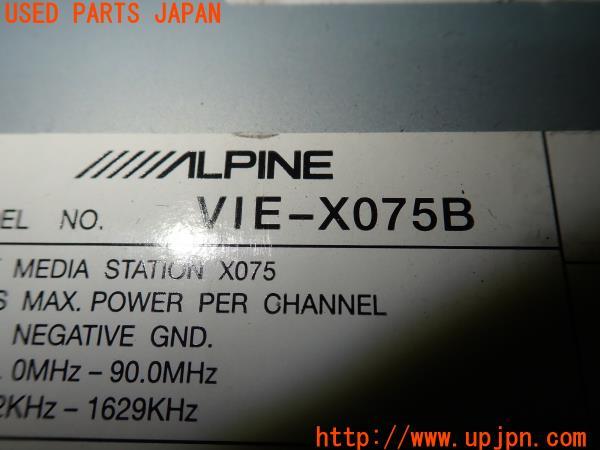 USED PARTS JAPAN
ALPINE
NO. VIE-X075B
MEDIA STATION X075
MAX. POWER PER CHANNEL
NEGATIVE GND.
0MHz – 90.0MHz
KHz – 1629KHz
http://www.upjpn.com/